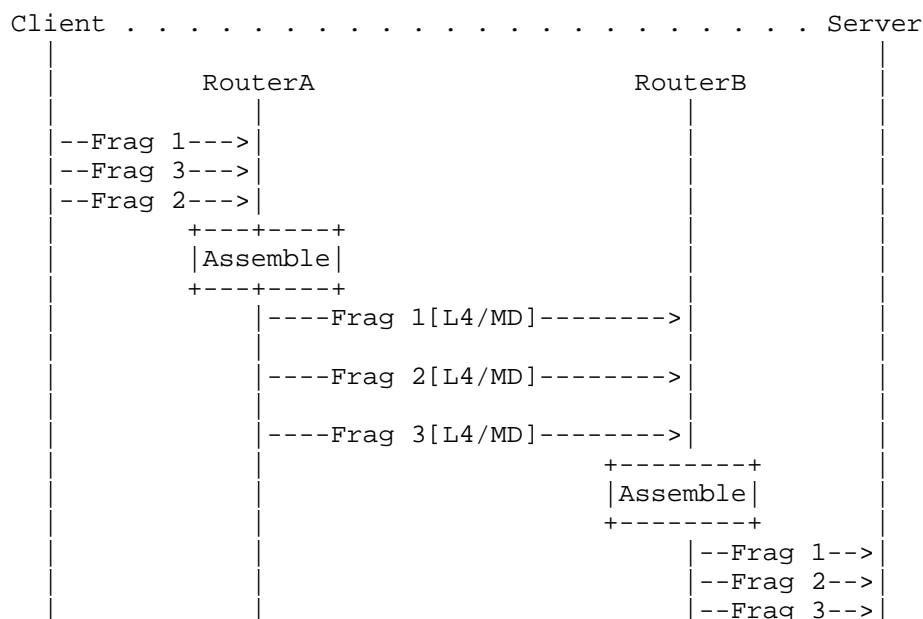 Client . . . . . . . . . . . . . . . . . . . . . . Server
RouterA RouterB
--Frag 1--->
--Frag 3--->
--Frag 2--->
+---+----+
|Assemble|
+---+----+
----Frag 1[L4/MD]-------->
----Frag 2[L4/MD]-------->
----Frag 3[L4/MD]-------->
+--------+
|Assemble|
+--------+
--Frag 1-->
--Frag 2-->
--Frag 3-->